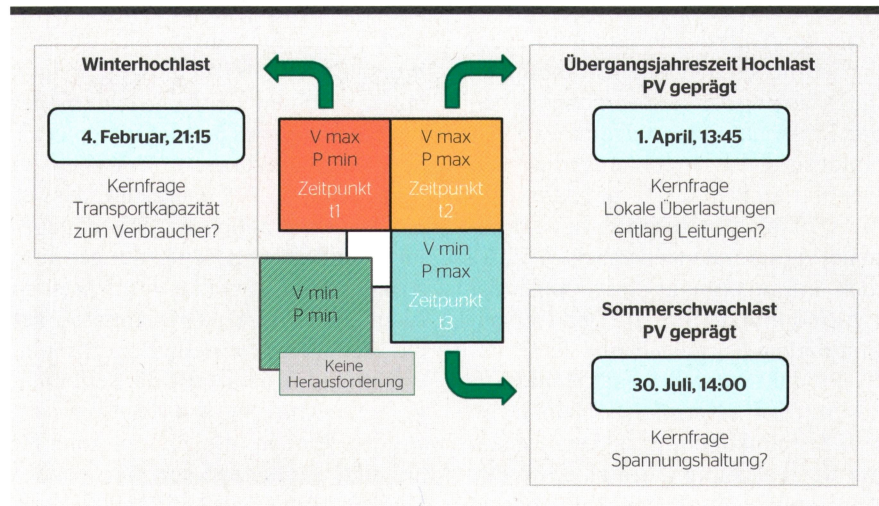 Winterhochlast
4. Februar, 21:15
Kernfrage
Transportkapazität
zum Verbraucher?
V max
P min
Zeitpunkt
t1
V max
P max
Zeitpunkt
t2
V min
P min
Keine
Herausforderung
V min
P max
Zeitpunkt
t3
Übergangsjahreszeit Hochlast
PV geprägt
1. April, 13:45
Kernfrage
Lokale Überlastungen
entlang Leitungen?
Sommerschwachlast
PV geprägt
30. Juli, 14:00
Kernfrage
Spannungshaltung?